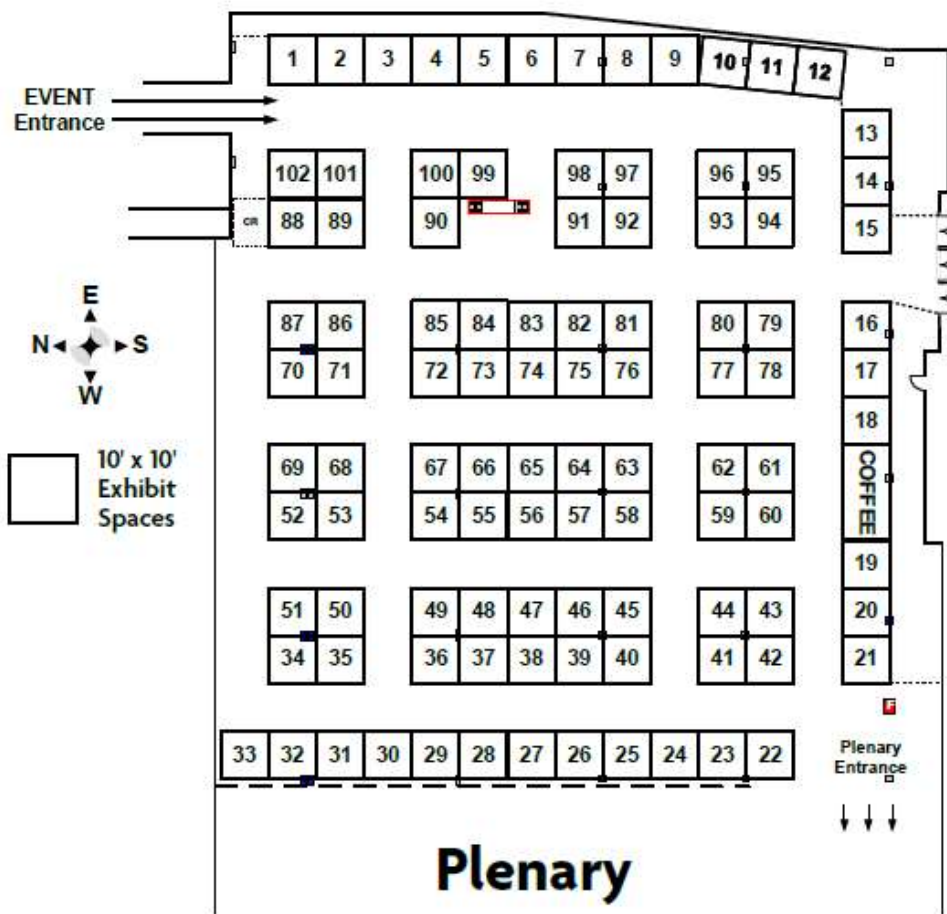 1 2 3 4 5 6 7 8 9 10 11 12
EVENT
Entrance
13
102 101 100 99 98 97 96 95 14
CR 88 89 90 91 92 93 94 15
E
N S
W
87 86 85 84 83 82 81 80 79 16
70 71 72 73 74 75 76 77 78 17
18
10' x 10'
Exhibit
Spaces
69 68 67 66 65 64 63 62 61 COFFEE
52 53 54 55 56 57 58 59 60
19
51 50 49 48 47 46 45 44 43 20
34 35 36 37 38 39 40 41 42 21
F
33 32 31 30 29 28 27 26 25 24 23 22
Plenary
Entrance
Plenary